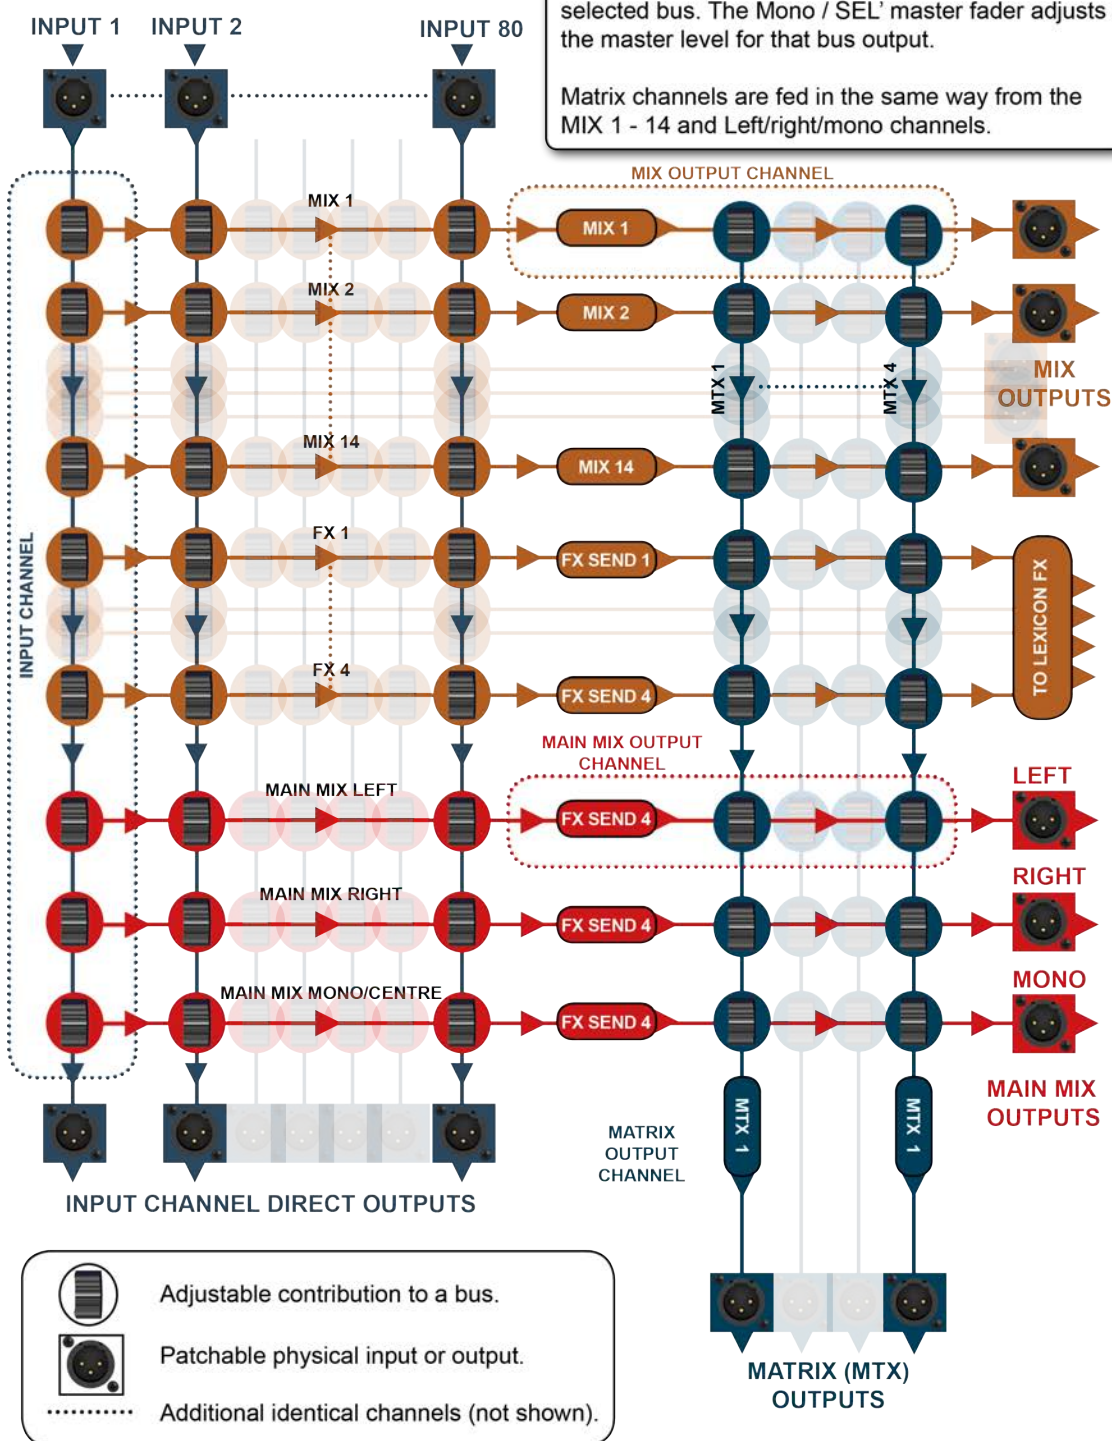 selected bus. The Mono / SEL' master fader adjusts
the master level for that bus output.
Matrix channels are fed in the same way from the
MIX 1 - 14 and Left/right/mono channels.
INPUT 1
INPUT 2
INPUT 80
MIX OUTPUT CHANNEL
MIX 1
MIX 1
MIX 2
MIX 2
MTX 1
MTX 4
MIX
OUTPUTS
MIX 14
MIX 14
INPUT CHANNEL
FX 1
FX SEND 1
TO LEXICON FX
FX 4
FX SEND 4
MAIN MIX OUTPUT
CHANNEL
LEFT
MAIN MIX LEFT
FX SEND 4
RIGHT
MAIN MIX RIGHT
FX SEND 4
MONO
MAIN MIX MONO/CENTRE
FX SEND 4
MAIN MIX
OUTPUTS
MTX 1
MTX 1
MATRIX
OUTPUT
CHANNEL
INPUT CHANNEL DIRECT OUTPUTS
Adjustable contribution to a bus.
Patchable physical input or output.
Additional identical channels (not shown).
MATRIX (MTX)
OUTPUTS